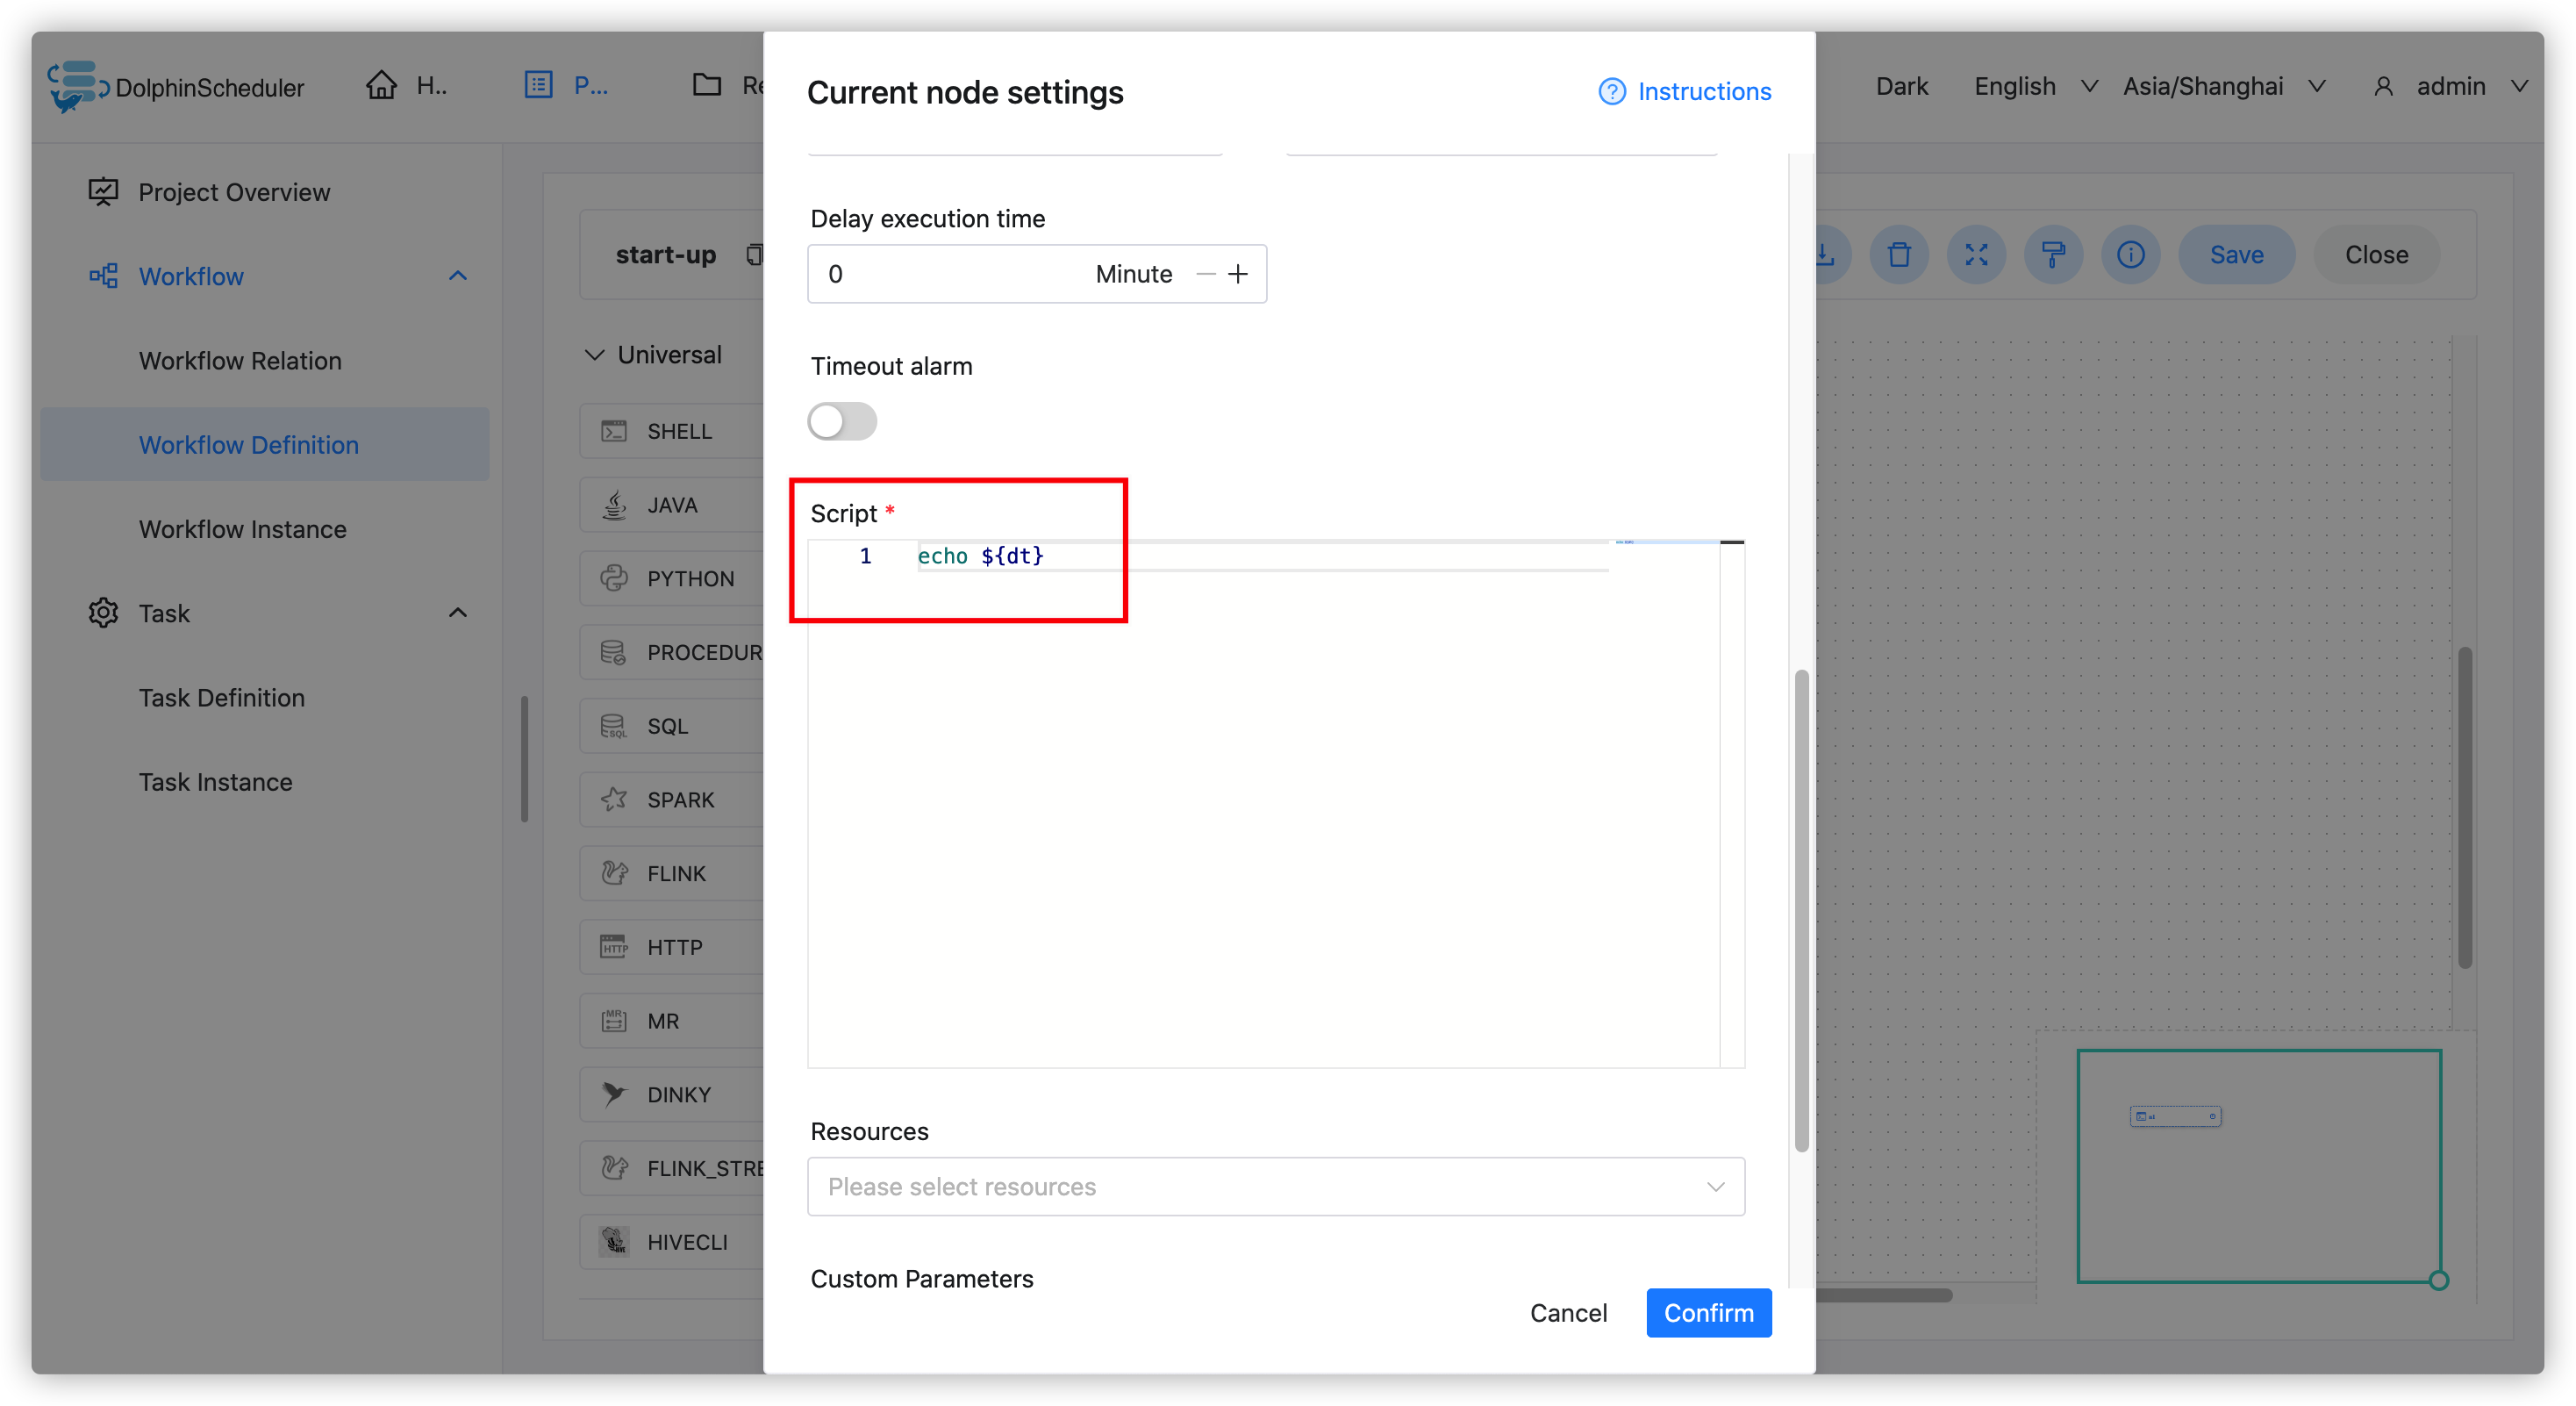 DolphinScheduler
H..
P...
Re
Dark
English
Asia/Shanghai
admin
Project Overview
Workflow
Workflow Relation
Workflow Definition
Workflow Instance
Task
Task Definition
Task Instance
start-up
Save
Close
Universal
SHELL
JAVA
PYTHON
PROCEDUR
SQL
SPARK
FLINK
HTTP
MR
DINKY
FLINK_STRE
HIVECLI
Current node settings
Instructions
Delay execution time
0 Minute
Timeout alarm
Script *
1 echo ${dt}
Resources
Please select resources
Custom Parameters
Cancel
Confirm